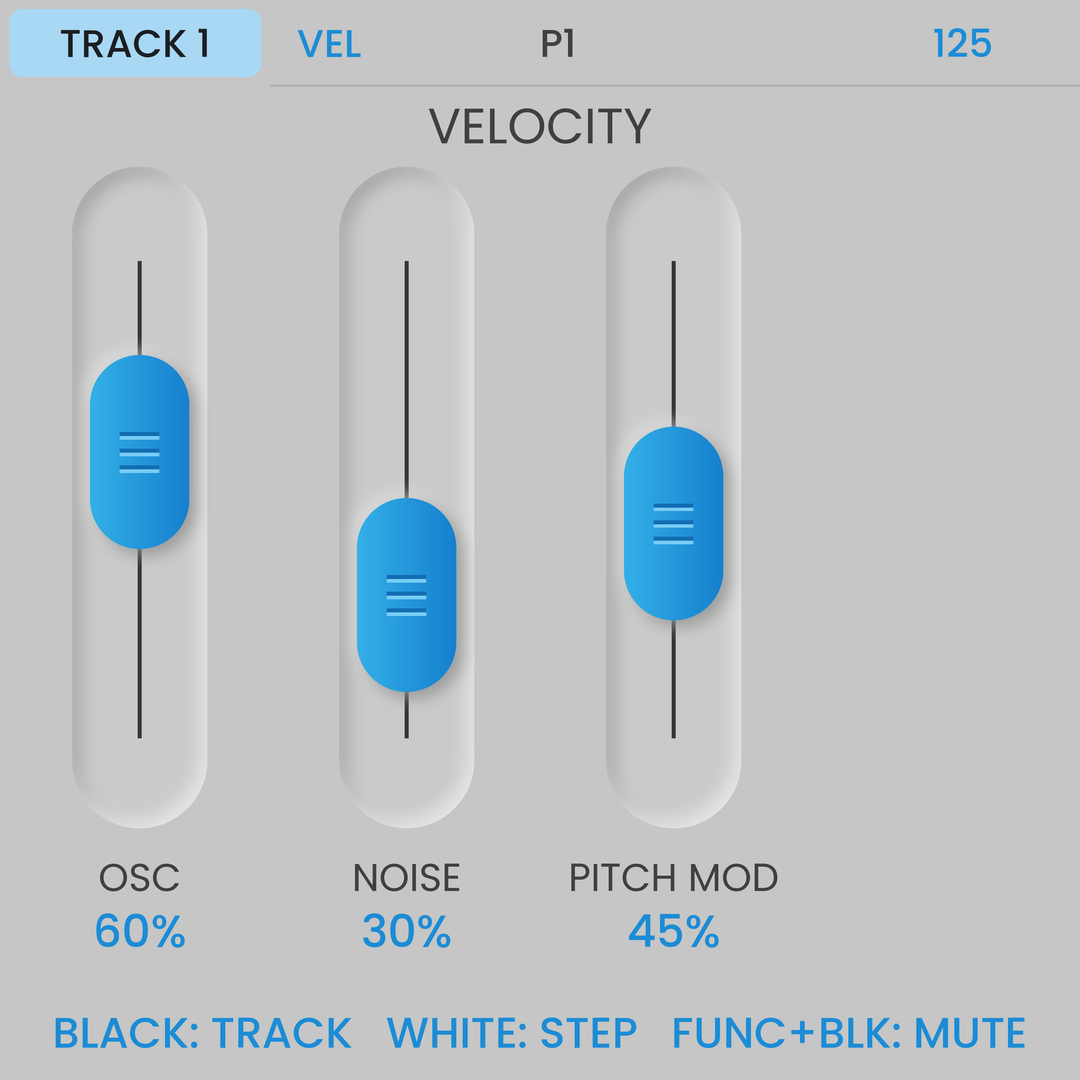 TRACK 1 VEL P1 125
VELOCITY
OSC NOISE PITCH MOD
60% 30% 45%
BLACK: TRACK WHITE: STEP FUNC+BLK: MUTE